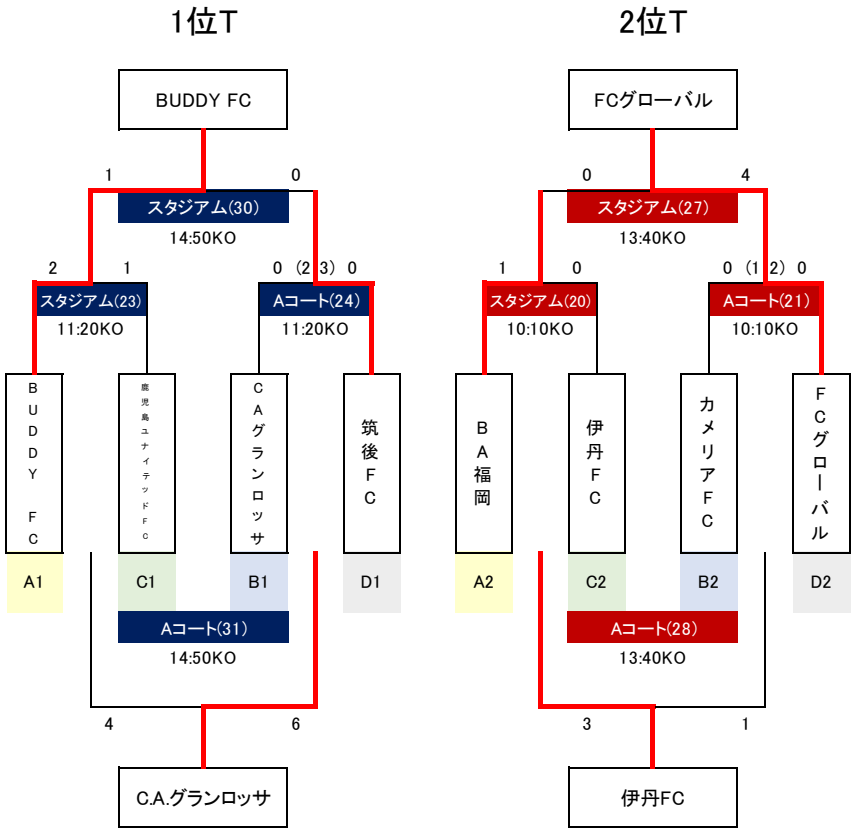 1位T
BUDDY FC
1 0
スタジアム(30)
14:50KO
2 1 0 (2 3) 0
スタジアム(23) Aコート(24)
11:20KO 11:20KO
BUDDY FC
鹿児島ユナイテッドFC
CAグランロッサ
筑後FC
A1 C1 B1 D1
Aコート(31)
14:50KO
4 6
C.A.グランロッサ
2位T
FCグローバル
0 4
スタジアム(27)
13:40KO
1 0 0 (1 2) 0
スタジアム(20) Aコート(21)
10:10KO 10:10KO
BA福岡
伊丹FC
カメリアFC
FCグローバル
A2 C2 B2 D2
Aコート(28)
13:40KO
3 1
伊丹FC